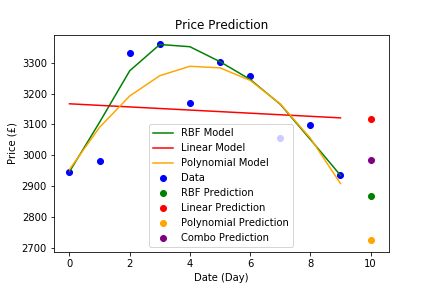 Price Prediction
Price (£)
3300
3200
3100
3000
2900
2800
2700
RBF Model
Linear Model
Polynomial Model
Data
RBF Prediction
Linear Prediction
Polynomial Prediction
Combo Prediction
0 2 4 6 8 10
Date (Day)